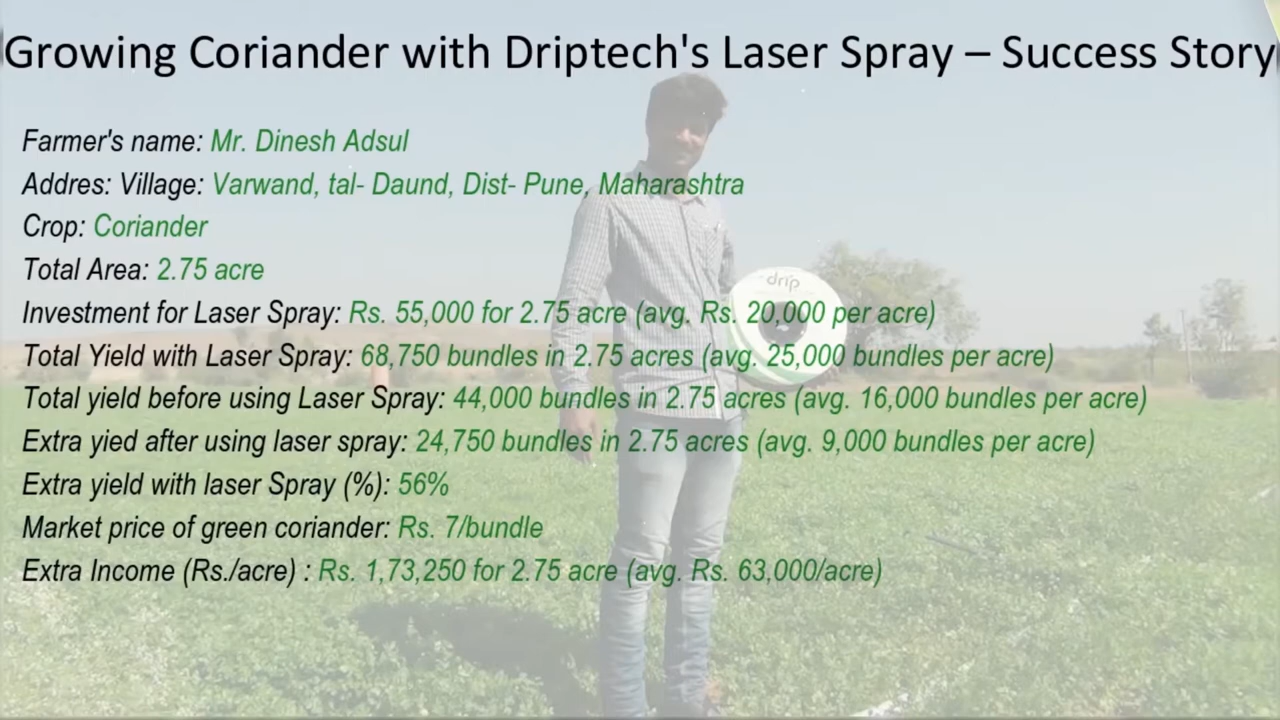 Growing Coriander with Driptech's Laser Spray – Success Story
Farmer's name: Mr. Dinesh Adsul
Addres: Village: Varwand, tal- Daund, Dist- Pune, Maharashtra
Crop: Coriander
Total Area: 2.75 acre
drip
Investment for Laser Spray: Rs. 55,000 for 2.75 acre (avg. Rs. 20,000 per acre)
Total Yield with Laser Spray: 68,750 bundles in 2.75 acres (avg. 25,000 bundles per acre)
Total yield before using Laser Spray: 44,000 bundles in 2.75 acres (avg. 16,000 bundles per acre)
Extra yied after using laser spray: 24,750 bundles in 2.75 acres (avg. 9,000 bundles per acre)
Extra yield with laser Spray (%): 56%
Market price of green coriander: Rs. 7/bundle
Extra Income (Rs./acre) : Rs. 1,73,250 for 2.75 acre (avg. Rs. 63,000/acre)